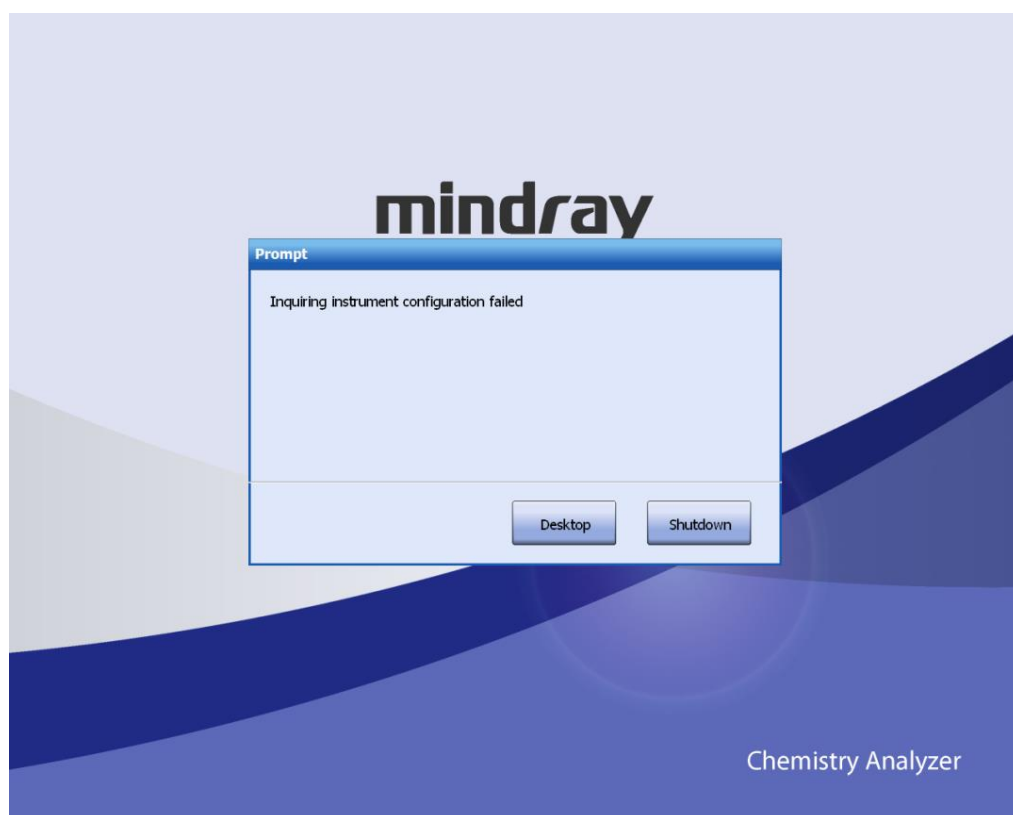 mindray
Prompt
Inquiring instrument configuration failed
Desktop Shutdown
Chemistry Analyzer